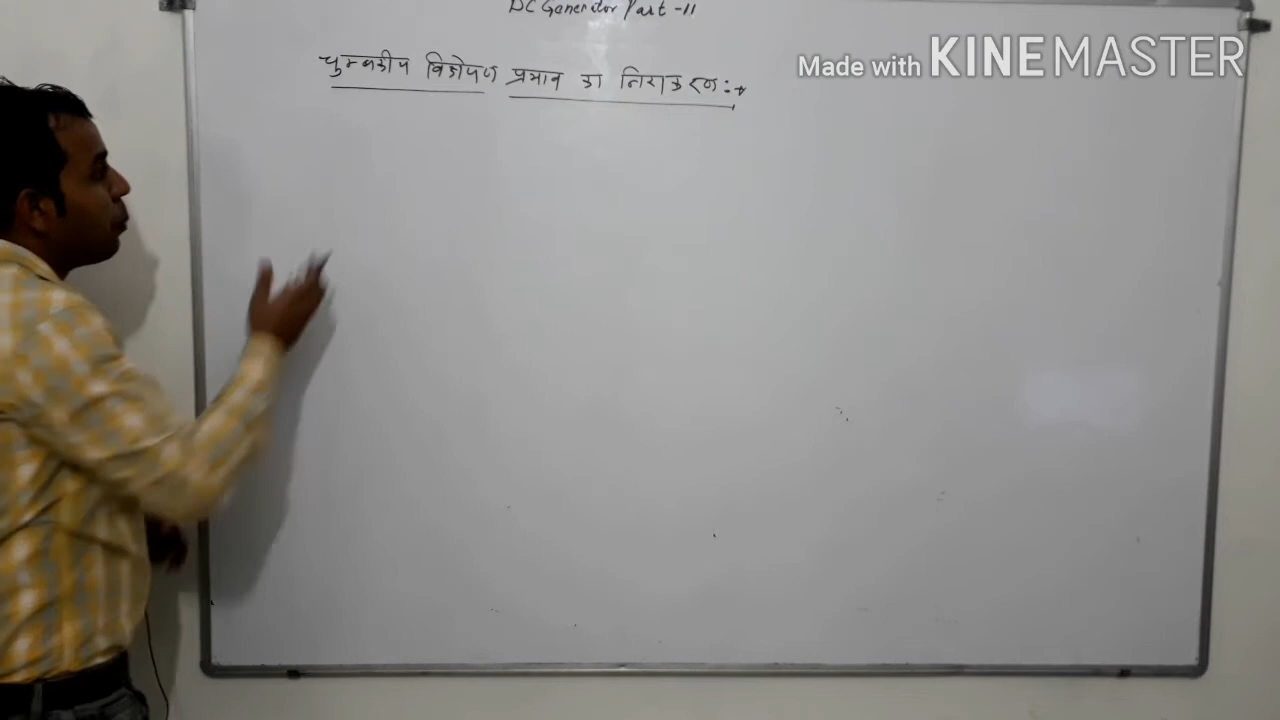 DC Generator Part -11
चुम्बकीय विक्षेपण प्रभाव का निराकरण :→
Made with KINEMASTER